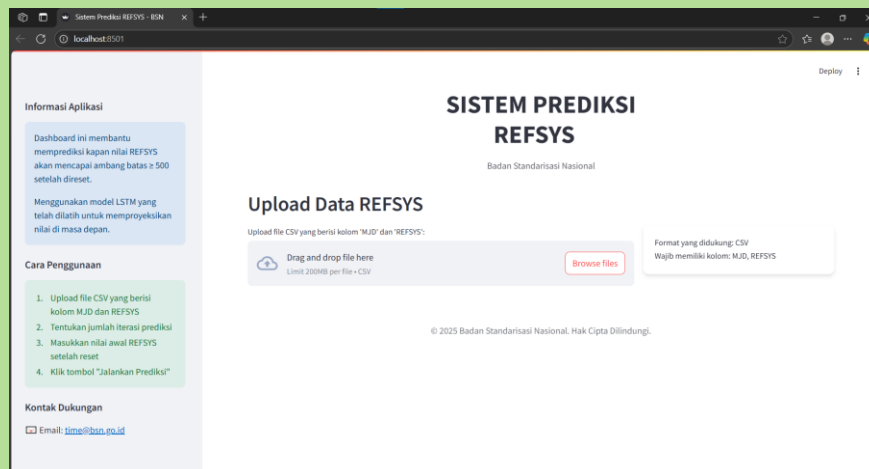 Sistem Prediksi REFSYS - BSN
localhost:8501
Deploy
Informasi Aplikasi
Dashboard ini membantu
memprediksi kapan nilai REFSYS
akan mencapai ambang batas ≥ 500
setelah direset.
Menggunakan model LSTM yang
telah dilatih untuk memproyeksikan
nilai di masa depan.
Cara Penggunaan
1. Upload file CSV yang berisi
kolom MJD dan REFSYS
2. Tentukan jumlah iterasi prediksi
3. Masukkan nilai awal REFSYS
setelah reset
4. Klik tombol "Jalankan Prediksi"
Kontak Dukungan
Email: time@bsn.go.id
SISTEM PREDIKSI
REFSYS
Badan Standarisasi Nasional
Upload Data REFSYS
Upload file CSV yang berisi kolom 'MJD' dan 'REFSYS':
Drag and drop file here
Limit 200MB per file • CSV
Browse files
Format yang didukung: CSV
Wajib memiliki kolom: MJD, REFSYS
© 2025 Badan Standarisasi Nasional. Hak Cipta Dilindungi.